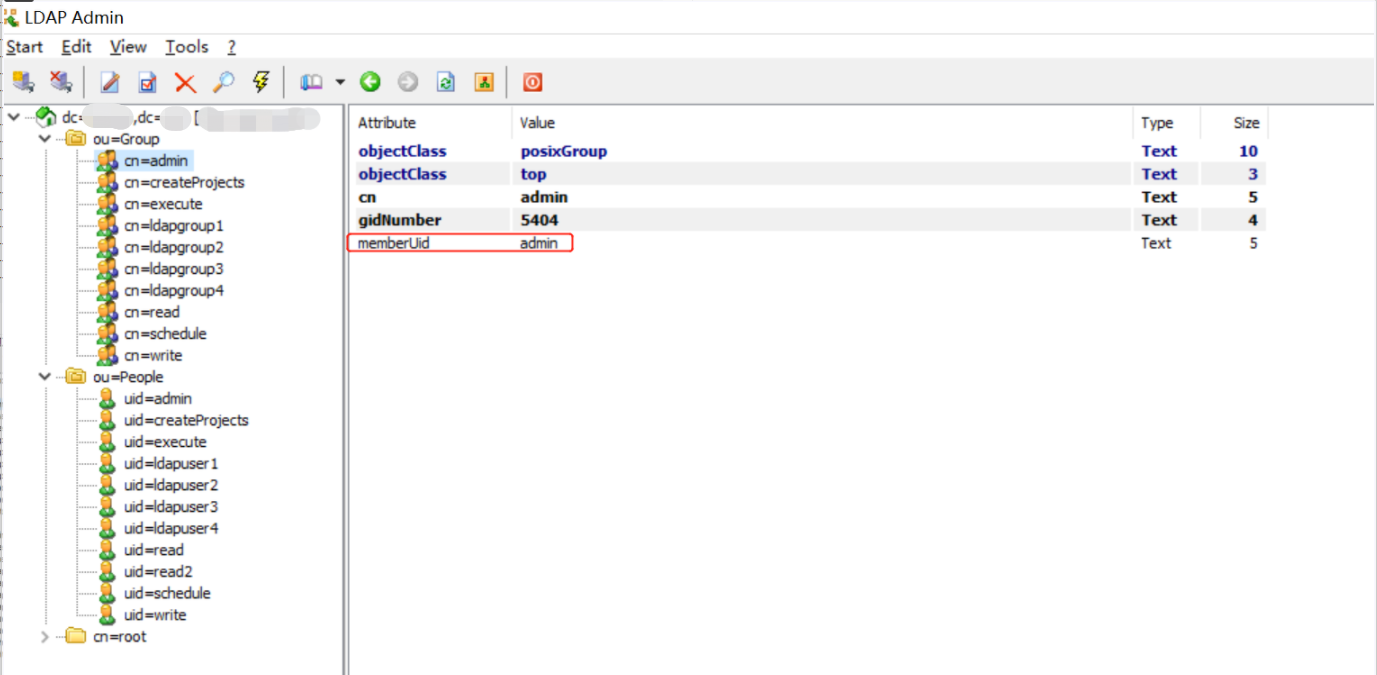 LDAP Admin
Start Edit View Tools ?
dc= ,dc= [
ou=Group
cn=admin
cn=createProjects
cn=execute
cn=ldapgroup1
cn=ldapgroup2
cn=ldapgroup3
cn=ldapgroup4
cn=read
cn=schedule
cn=write
ou=People
uid=admin
uid=createProjects
uid=execute
uid=ldapuser1
uid=ldapuser2
uid=ldapuser3
uid=ldapuser4
uid=read
uid=read2
uid=schedule
uid=write
cn=root
Attribute Value Type Size
objectClass posixGroup Text 10
objectClass top Text 3
cn admin Text 5
gidNumber 5404 Text 4
memberUid admin Text 5